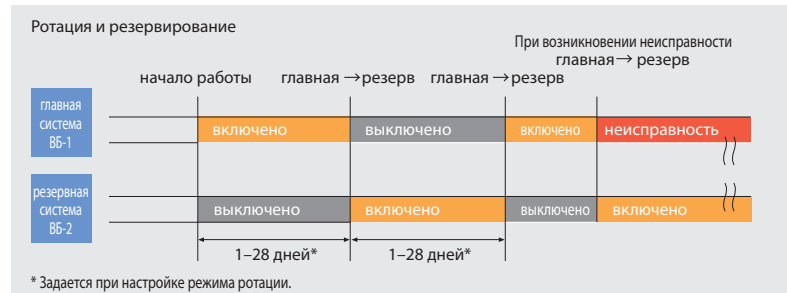 Ротация и резервирование
При возникновении неисправности
главная→ резерв
начало работы главная →резерв главная →резерв
главная
система
ВБ-1
включено выключено включено неисправность
резервная
система
ВБ-2
выключено включено выключено включено
1–28 дней* 1–28 дней*
* Задается при настройке режима ротации.